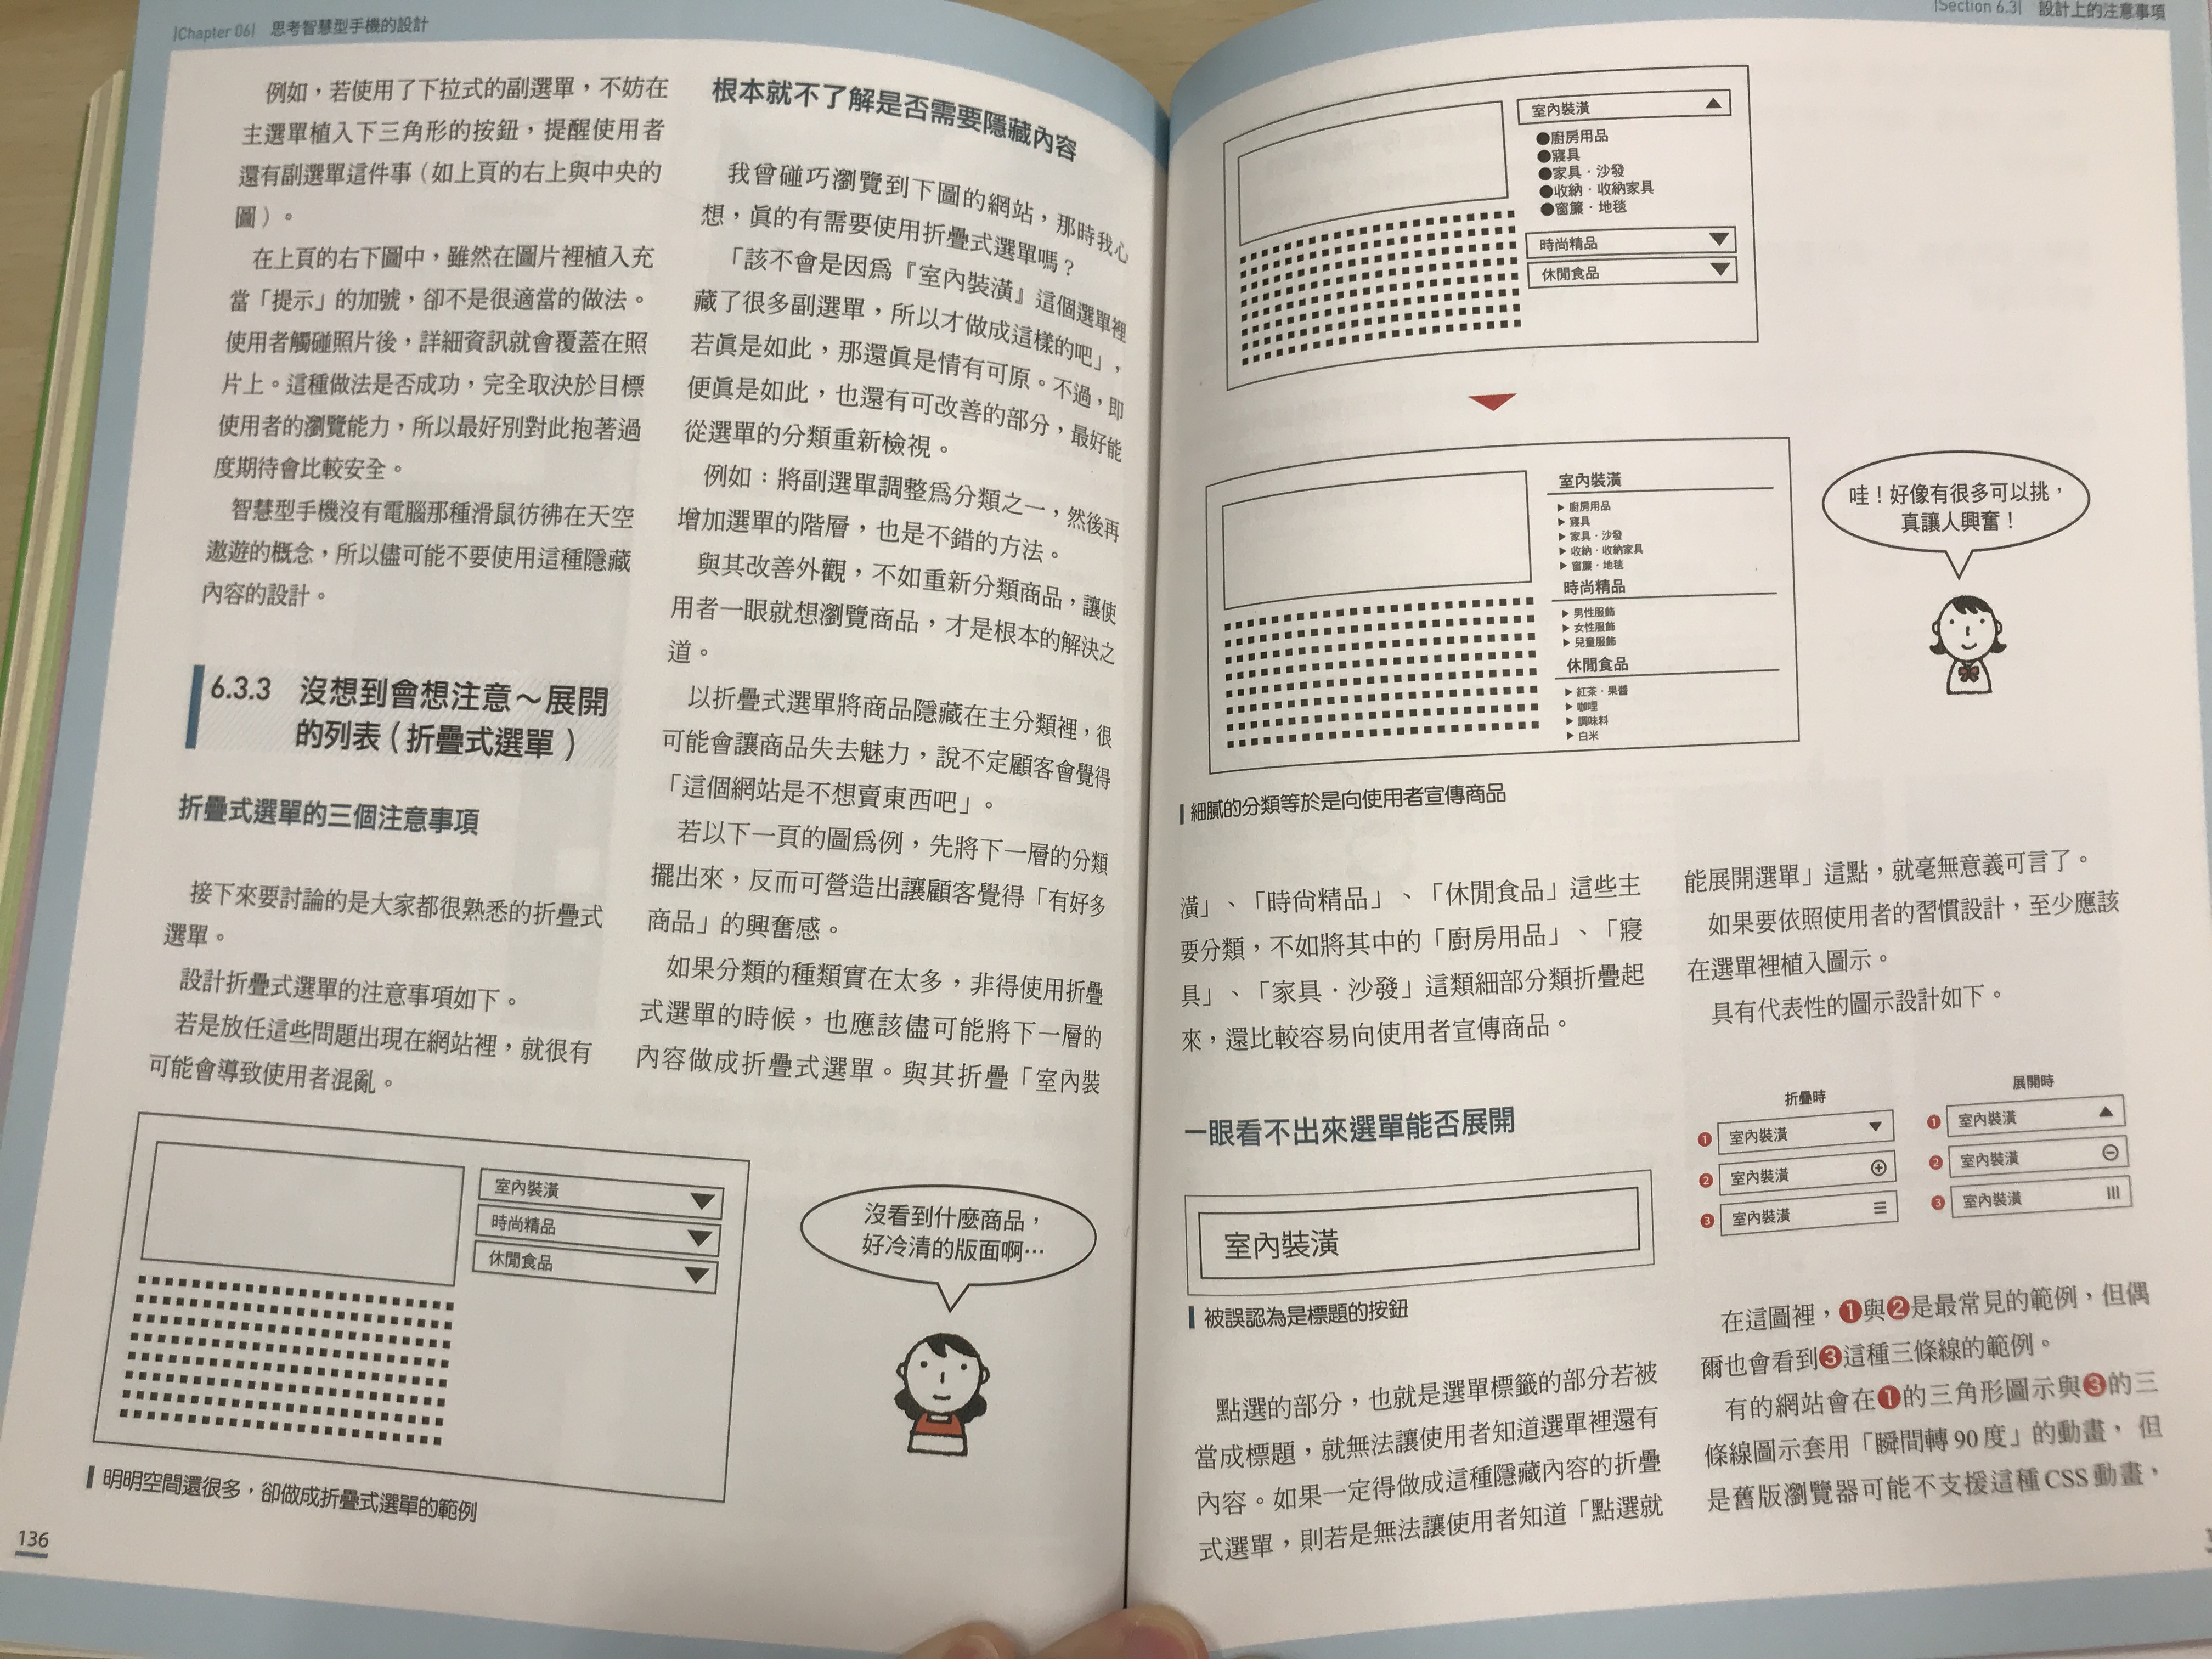 |Chapter 06| 思考智慧型手機的設計
例如，若使用了下拉式的副選單，不妨在
主選單植入下三角形的按鈕，提醒使用者
還有副選單這件事（如上頁的右上與中央的
圖）。
在上頁的右下圖中，雖然在圖片裡植入充
當「提示」的加號，卻不是很適當的做法。
使用者觸碰照片後，詳細資訊就會覆蓋在照
片上。這種做法是否成功，完全取決於目標
使用者的瀏覽能力，所以最好別對此抱著過
度期待會比較安全。
智慧型手機沒有電腦那種滑鼠彷彿在天空
遨遊的概念，所以儘可能不要使用這種隱藏
內容的設計。
6.3.3 沒想到會想注意～展開
的列表（折疊式選單）
折疊式選單的三個注意事項
接下來要討論的是大家都很熟悉的折疊式
選單。
設計折疊式選單的注意事項如下。
若是放任這些問題出現在網站裡，就很有
可能會導致使用者混亂。
根本就不了解是否需要隱藏內容
我曾碰巧瀏覽到下圖的網站，那時我心
想，真的有需要使用折疊式選單嗎？
「該不會是因為『室內裝潢』這個選單裡
藏了很多副選單，所以才做成這樣的吧」，
若真是如此，那還真是情有可原。不過，即
便真是如此，也還有可改善的部分，最好能
從選單的分類重新檢視。
例如：將副選單調整為分類之一，然後再
增加選單的階層，也是不錯的方法。
與其改善外觀，不如重新分類商品，讓使
用者一眼就想瀏覽商品，才是根本的解決之
道。
以折疊式選單將商品隱藏在主分類裡，很
可能會讓商品失去魅力，說不定顧客會覺得
「這個網站是不想賣東西吧」。
若以下一頁的圖為例，先將下一層的分類
擺出來，反而可營造出讓顧客覺得「有好多
商品」的興奮感。
如果分類的種類實在太多，非得使用折疊
式選單的時候，也應該儘可能將下一層的
內容做成折疊式選單。與其折疊「室內裝
室內裝潢
時尚精品
休閒食品
沒看到什麼商品，
好冷清的版面啊…
明明空間還很多，卻做成折疊式選單的範例
136
|Section 6.3| 設計上的注意事項
室內裝潢
●廚房用品
●寢具
●家具．沙發
●收納．收納家具
●窗簾．地毯
時尚精品
休閒食品
室內裝潢
▶ 廚房用品
▶ 寢具
▶ 家具．沙發
▶ 收納．收納家具
▶ 窗簾．地毯
時尚精品
▶ 男性服飾
▶ 女性服飾
▶ 兒童服飾
休閒食品
▶ 紅茶．果醬
▶ 咖哩
▶ 調味料
▶ 白米
哇！好像有很多可以挑，
真讓人興奮！
細膩的分類等於是向使用者宣傳商品
潢」、「時尚精品」、「休閒食品」這些主
要分類，不如將其中的「廚房用品」、「寢
具」、「家具．沙發」這類細部分類折疊起
來，還比較容易向使用者宣傳商品。
一眼看不出來選單能否展開
室內裝潢
被誤認為是標題的按鈕
點選的部分，也就是選單標籤的部分若被
當成標題，就無法讓使用者知道選單裡還有
內容。如果一定得做成這種隱藏內容的折疊
式選單，則若是無法讓使用者知道「點選就
能展開選單」這點，就毫無意義可言了。
如果要依照使用者的習慣設計，至少應該
在選單裡植入圖示。
具有代表性的圖示設計如下。
折疊時
❶ 室內裝潢
❷ 室內裝潢
❸ 室內裝潢
展開時
❶ 室內裝潢
❷ 室內裝潢
❸ 室內裝潢
在這圖裡，❶與❷是最常見的範例，但偶
爾也會看到❸這種三條線的範例。
有的網站會在❶的三角形圖示與❸的三
條線圖示套用「瞬間轉 90 度」的動畫，但
是舊版瀏覽器可能不支援這種 CSS 動畫，